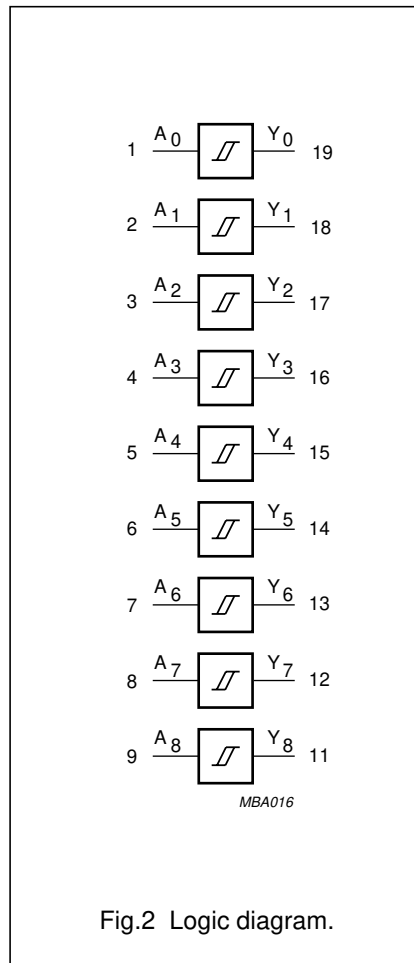 1 A0 Y0 19
2 A1 Y1 18
3 A2 Y2 17
4 A3 Y3 16
5 A4 Y4 15
6 A5 Y5 14
7 A6 Y6 13
8 A7 Y7 12
9 A8 Y8 11
MBA016
Fig.2 Logic diagram.